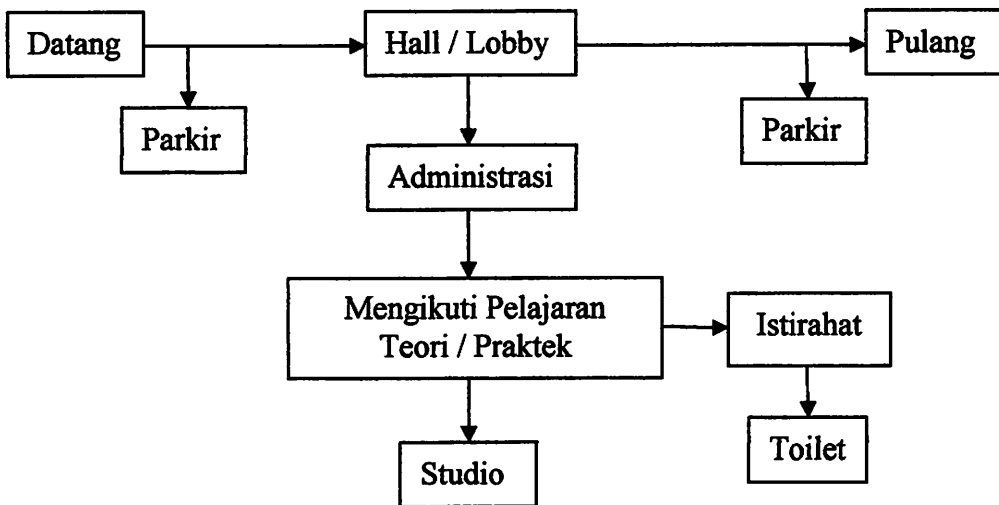 Datang
Hall / Lobby
Pulang
Parkir
Parkir
Administrasi
Mengikuti Pelajaran
Teori / Praktek
Istirahat
Studio
Toilet